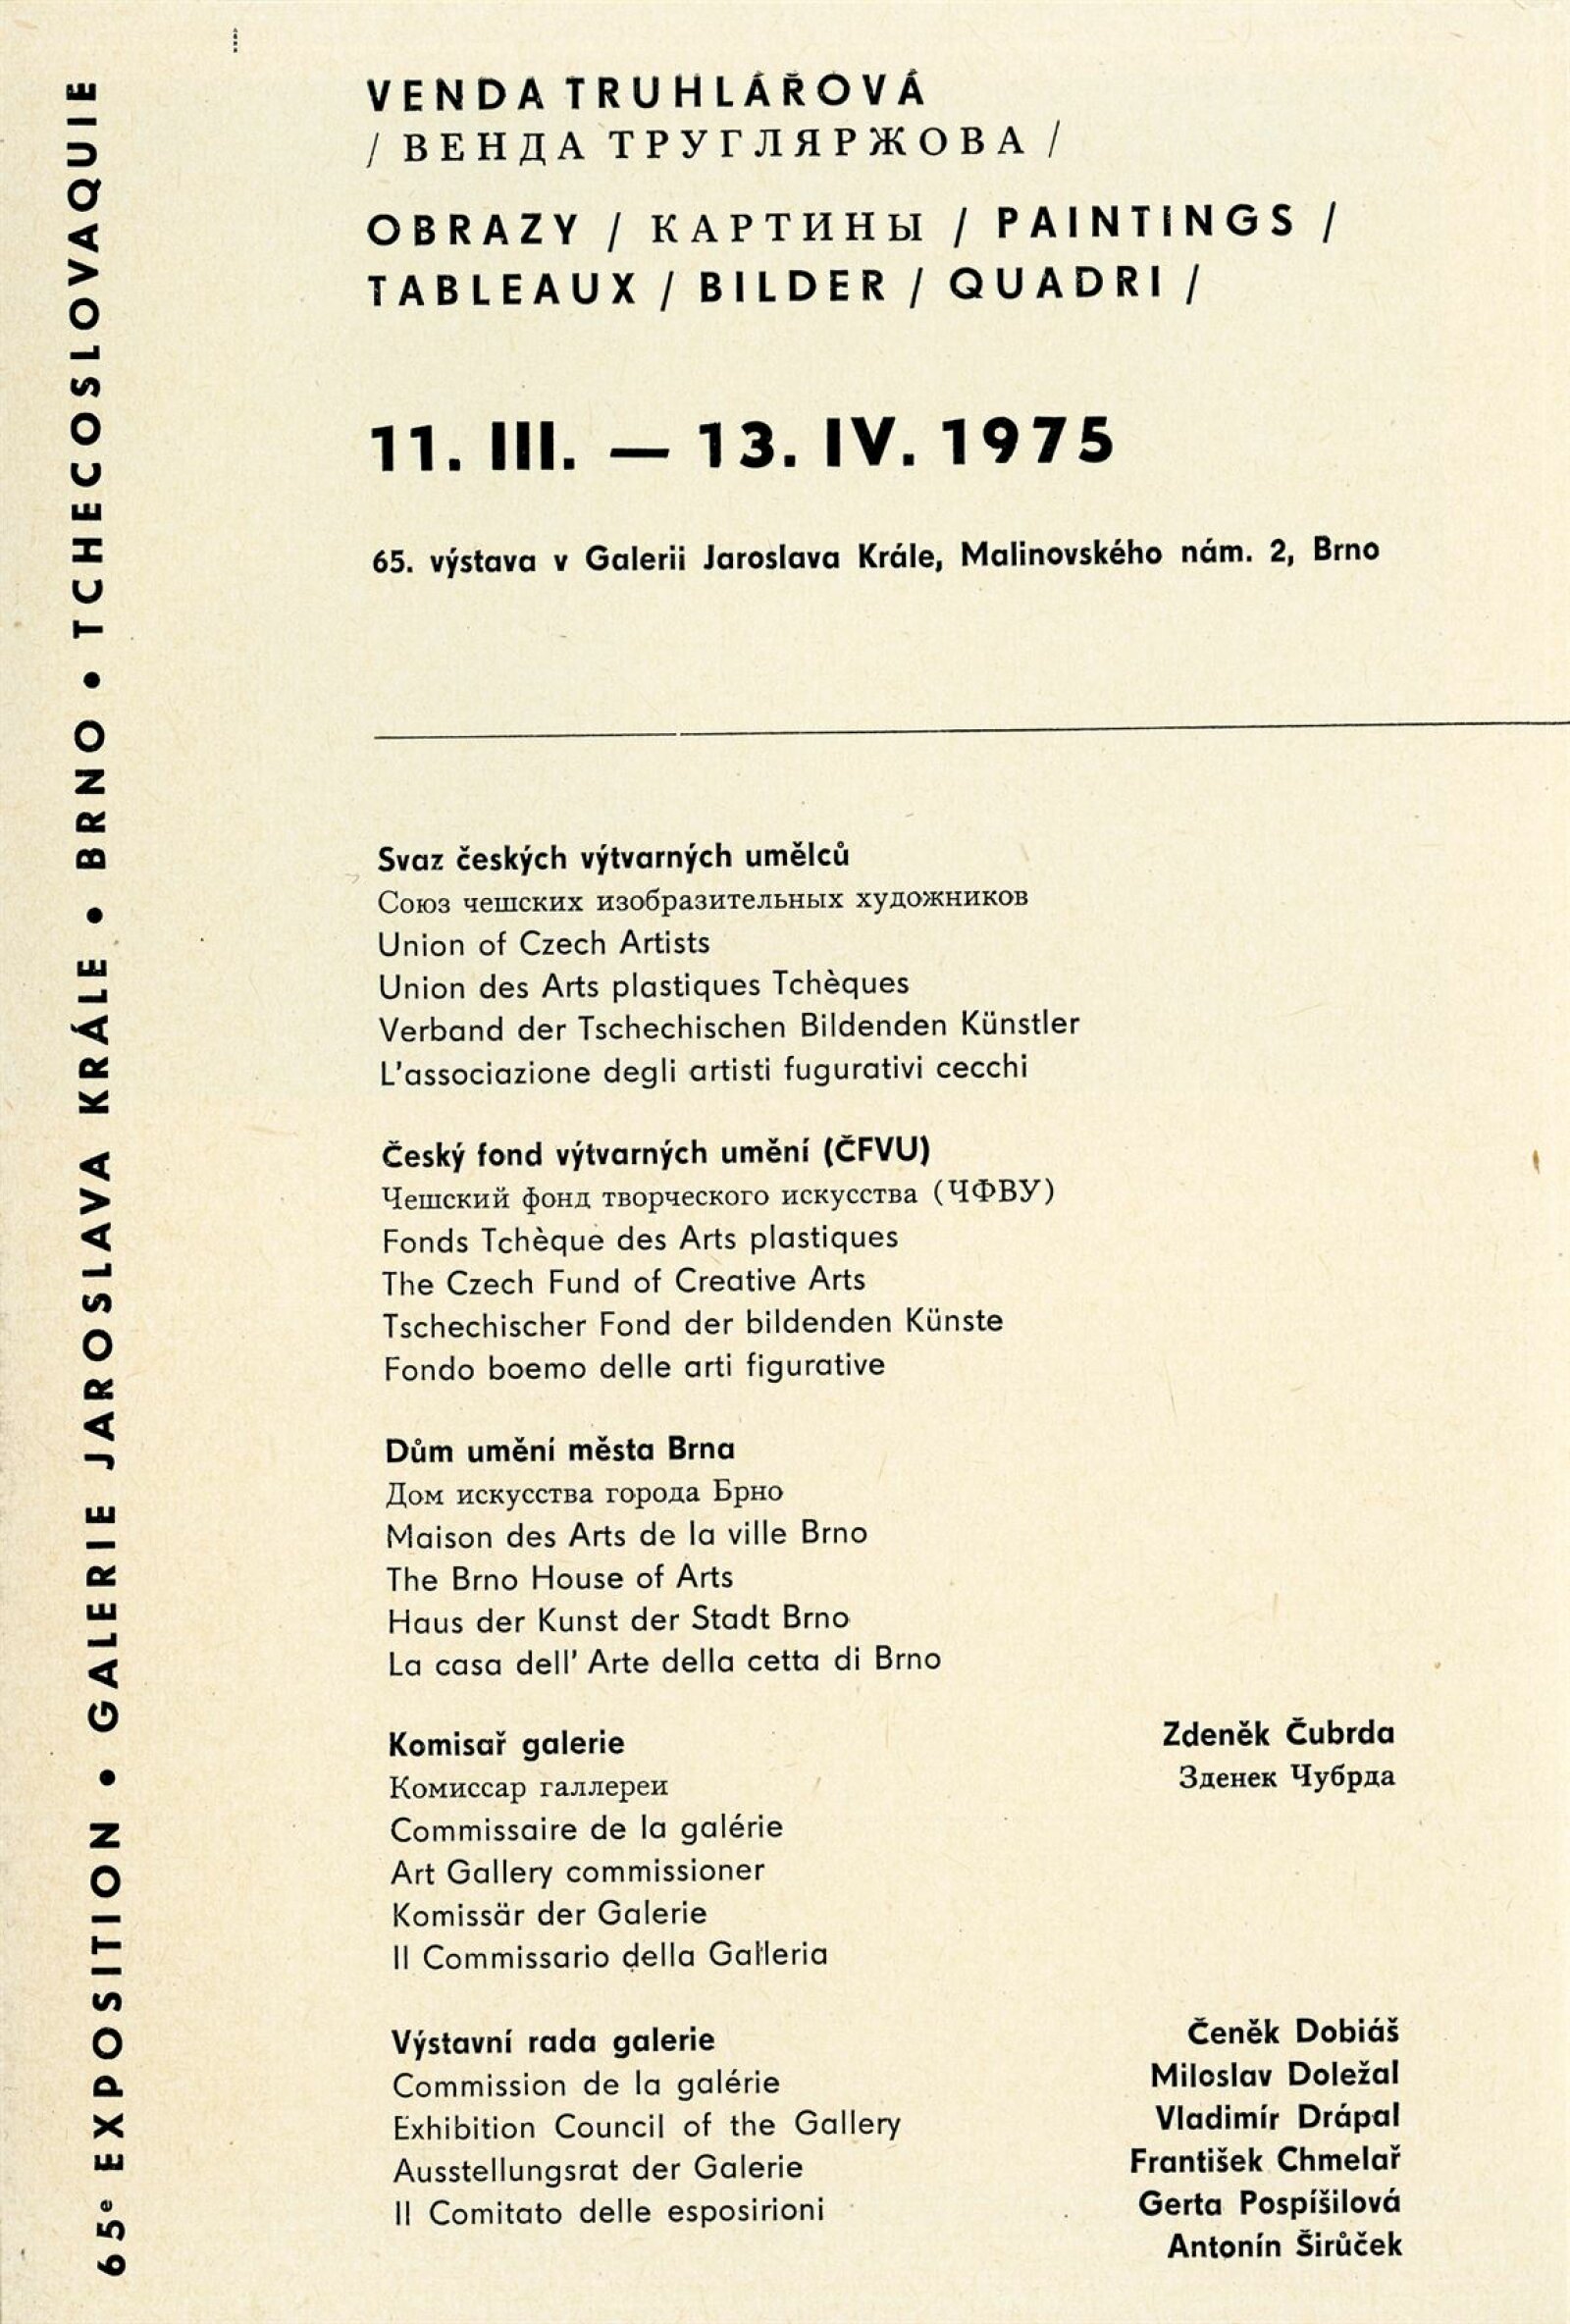 65e EXPOSITION • GALERIE JAROSLAVA KRÁLE • BRNO • TCHECOSLOVAQUIE
VENDA TRUHLÁŘOVÁ
/ ВЕНДА ТРУГЛЯРЖОВА /
OBRAZY / КАРТИНЫ / PAINTINGS /
TABLEAUX / BILDER / QUADRI /
11. III. — 13. IV. 1975
65. výstava v Galerii Jaroslava Krále, Malinovského nám. 2, Brno
Svaz českých výtvarných umělců
Союз чешских изобразительных художников
Union of Czech Artists
Union des Arts plastiques Tchèques
Verband der Tschechischen Bildenden Künstler
L'associazione degli artisti fugurativi cecchi
Český fond výtvarných umění (ČFVU)
Чешский фонд творческого искусства (ЧФВУ)
Fonds Tchèque des Arts plastiques
The Czech Fund of Creative Arts
Tschechischer Fond der bildenden Künste
Fondo boemo delle arti figurative
Dům umění města Brna
Дом искусства города Брно
Maison des Arts de la ville Brno
The Brno House of Arts
Haus der Kunst der Stadt Brno
La casa dell' Arte della cetta di Brno
Komisař galerie Zdeněk Čubrda
Комиссар галлереи Зденек Чубрда
Commissaire de la galérie
Art Gallery commissioner
Komissär der Galerie
Il Commissario della Galleria
Výstavní rada galerie Čeněk Dobiáš
Commission de la galérie Miloslav Doležal
Exhibition Council of the Gallery Vladimír Drápal
Ausstellungsrat der Galerie František Chmelař
Il Comitato delle esposirioni Gerta Pospíšilová
Antonín Širůček